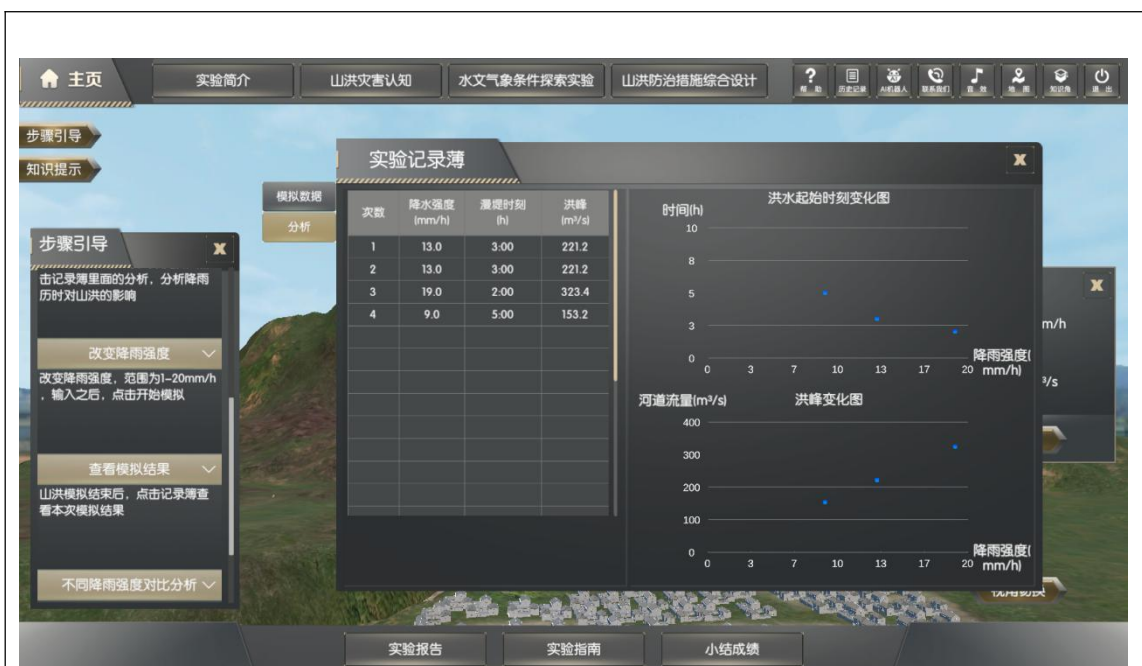 主页
实验简介
山洪灾害认知
水文气象条件探索实验
山洪防治措施综合设计
?
帮 助
历史记录
AI机器人
联系我们
音 效
地 图
知识角
退 出
步骤引导
知识提示
模拟数据
分析
步骤引导
X
击记录薄里面的分析，分析降雨
历时对山洪的影响
改变降雨强度
改变降雨强度，范围为1-20mm/h
，输入之后，点击开始模拟
查看模拟结果
山洪模拟结束后，点击记录薄查
看本次模拟结果
不同降雨强度对比分析
实验记录薄
X
次数 降水强度 (mm/h) 漫堤时刻 (h) 洪峰 (m³/s)
1 13.0 3:00 221.2
2 13.0 3:00 221.2
3 19.0 2:00 323.4
4 9.0 5:00 153.2
洪水起始时刻变化图
时间(h)
10
8
5
3
0
0 3 7 10 13 17 20
降雨强度(
mm/h)
河道流量(m³/s) 洪峰变化图
400
300
200
100
0
0 3 7 10 13 17 20
降雨强度(
mm/h)
X
m/h
³/s
视角切换
实验报告
实验指南
小结成绩